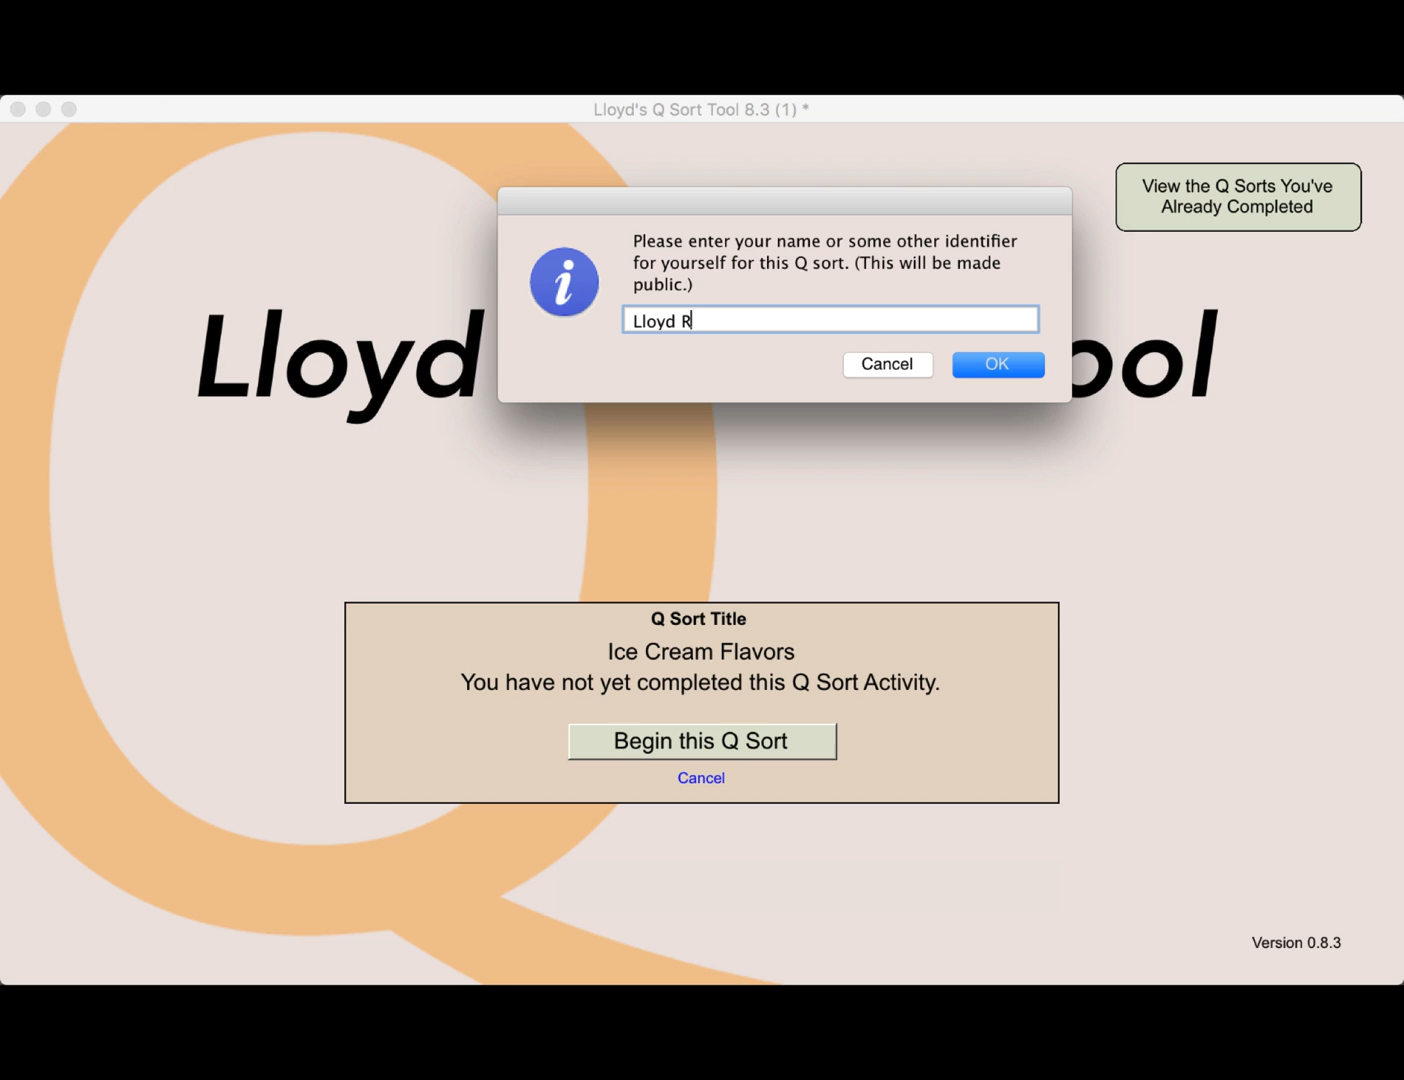 Lloyd's Q Sort Tool 8.3 (1) *
View the Q Sorts You've
Already Completed
Please enter your name or some other identifier
for yourself for this Q sort. (This will be made
public.)
Lloyd R
Cancel OK
Lloyd ool
Q Sort Title
Ice Cream Flavors
You have not yet completed this Q Sort Activity.
Begin this Q Sort
Cancel
Version 0.8.3